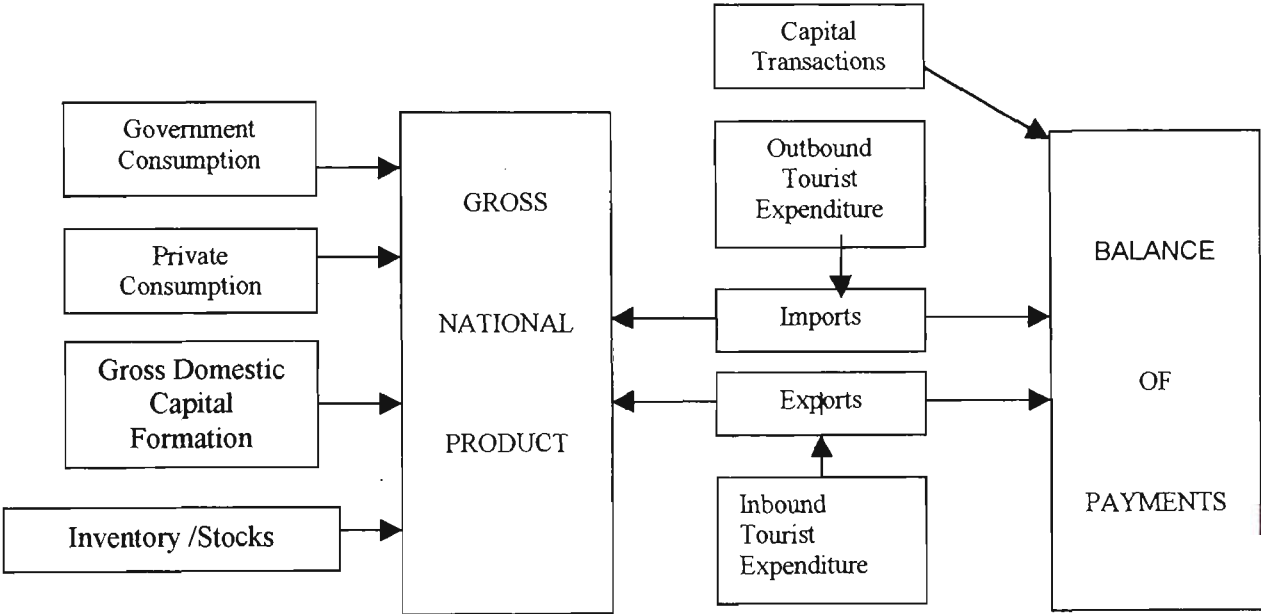 Capital
Transactions
Government
Consumption
Outbound
Tourist
Expenditure
GROSS
Private
Consumption
BALANCE
Imports
NATIONAL
Gross Domestic
Capital
Formation
Exports
OF
PRODUCT
Inbound
Tourist
Expenditure
PAYMENTS
Inventory /Stocks